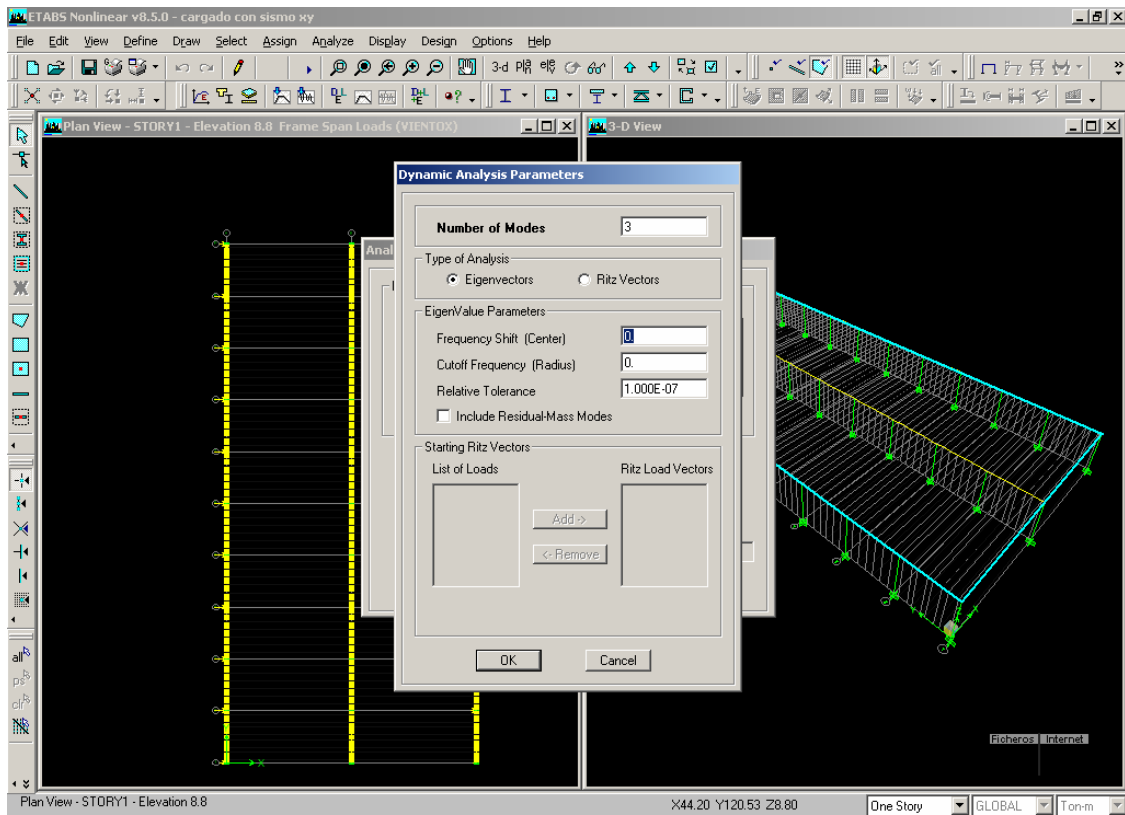 ETABS Nonlinear v8.5.0 - cargado con sismo xy
File Edit View Define Draw Select Assign Analyze Display Design Options Help
3-d
Plan View - STORY1 - Elevation 8.8 Frame Span Loads (VIENTOX)
3-D View
Dynamic Analysis Parameters
Number of Modes 3
Anal
Type of Analysis
Eigenvectors Ritz Vectors
EigenValue Parameters
Frequency Shift (Center) 0.
Cutoff Frequency (Radius) 0.
Relative Tolerance 1.000E-07
Include Residual-Mass Modes
Starting Ritz Vectors
List of Loads Ritz Load Vectors
Add ->
<- Remove
OK Cancel
all
ps
clr
X
Ficheros Internet
Plan View - STORY1 - Elevation 8.8 X44.20 Y120.53 Z8.80 One Story GLOBAL Ton-m